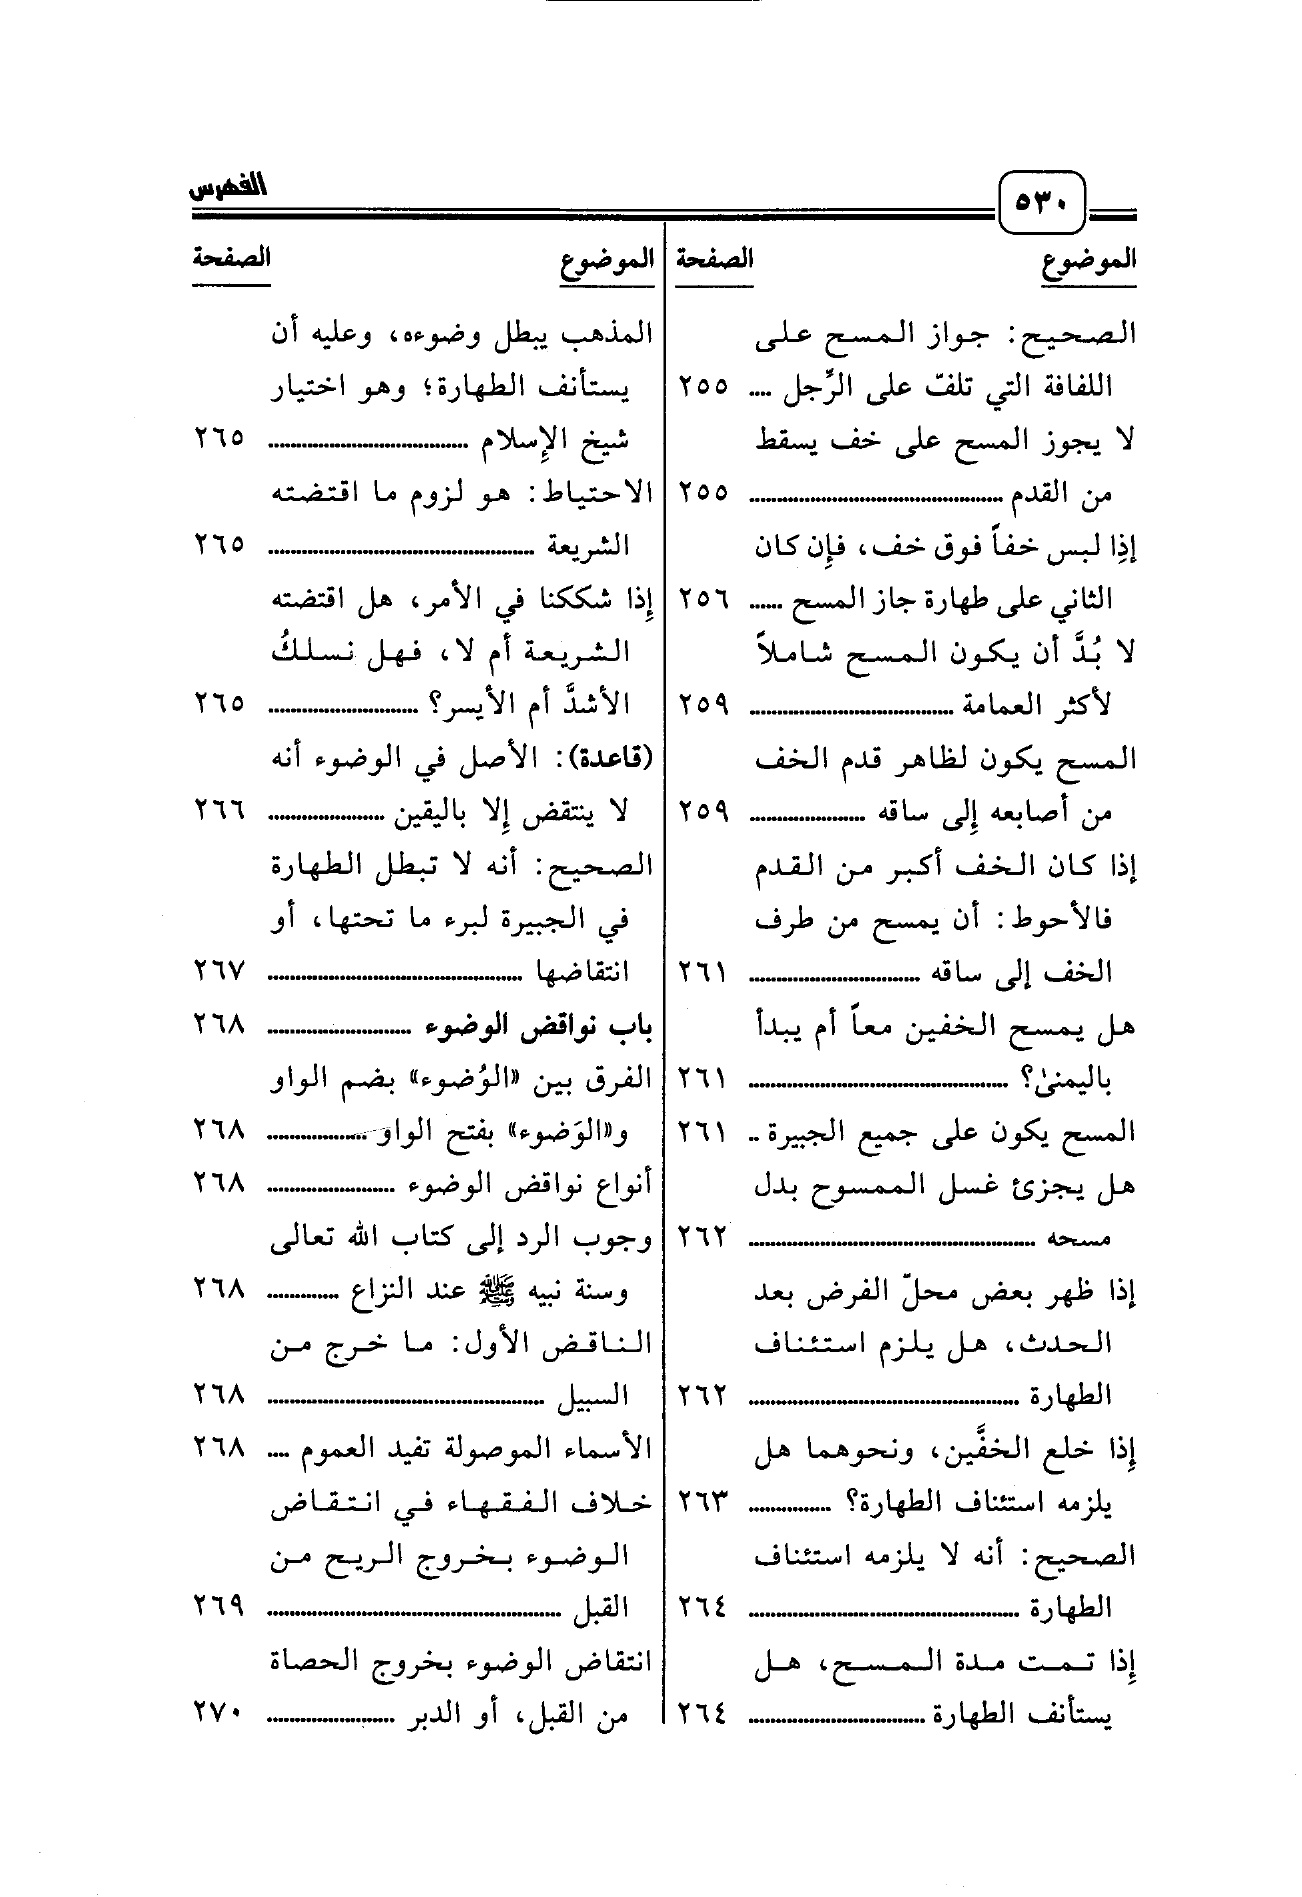 ٥٣٠
الفهرس
الموضوع الصفحة
الصحيح: جواز المسح على
اللفافة التي تلفّ على الرِّجل .... ٢٥٥
لا يجوز المسح على خف يسقط
من القدم .... ٢٥٥
إذا لبس خفاً فوق خف، فإن كان
الثاني على طهارة جاز المسح ...... ٢٥٦
لا بُدَّ أن يكون المسح شاملاً
لأكثر العمامة .... ٢٥٩
المسح يكون لظاهر قدم الخف
من أصابعه إلى ساقه .... ٢٥٩
إذا كان الخف أكبر من القدم
فالأحوط: أن يمسح من طرف
الخف إلى ساقه .... ٢٦١
هل يمسح الخفين معاً أم يبدأ
باليمنىٰ؟ .... ٢٦١
المسح يكون على جميع الجبيرة .. ٢٦١
هل يجزئ غسل الممسوح بدل
مسحه .... ٢٦٢
إذا ظهر بعض محلّ الفرض بعد
الحدث، هل يلزم استئناف
الطهارة .... ٢٦٢
إذا خلع الخفَّين، ونحوهما هل
يلزمه استئناف الطهارة؟ .... ٢٦٣
الصحيح: أنه لا يلزمه استئناف
الطهارة .... ٢٦٤
إذا تمت مدة المسح، هل
يستأنف الطهارة .... ٢٦٤
الموضوع الصفحة
المذهب يبطل وضوءه، وعليه أن
يستأنف الطهارة؛ وهو اختيار
شيخ الإسلام .... ٢٦٥
الاحتياط: هو لزوم ما اقتضته
الشريعة .... ٢٦٥
إذا شككنا في الأمر، هل اقتضته
الشريعة أم لا، فهل نسلكُ
الأشدَّ أم الأيسر؟ .... ٢٦٥
(قاعدة): الأصل في الوضوء أنه
لا ينتقض إلا باليقين .... ٢٦٦
الصحيح: أنه لا تبطل الطهارة
في الجبيرة لبرء ما تحتها، أو
انتقاضها .... ٢٦٧
باب نواقض الوضوء .... ٢٦٨
الفرق بين «الوُضوء» بضم الواو
و«الوَضوء» بفتح الواو .... ٢٦٨
أنواع نواقض الوضوء .... ٢٦٨
وجوب الرد إلى كتاب الله تعالى
وسنة نبيه ﷺ عند النزاع .... ٢٦٨
الناقض الأول: ما خرج من
السبيل .... ٢٦٨
الأسماء الموصولة تفيد العموم .... ٢٦٨
خلاف الفقهاء في انتقاض
الوضوء بخروج الريح من
القبل .... ٢٦٩
انتقاض الوضوء بخروج الحصاة
من القبل، أو الدبر .... ٢٧٠